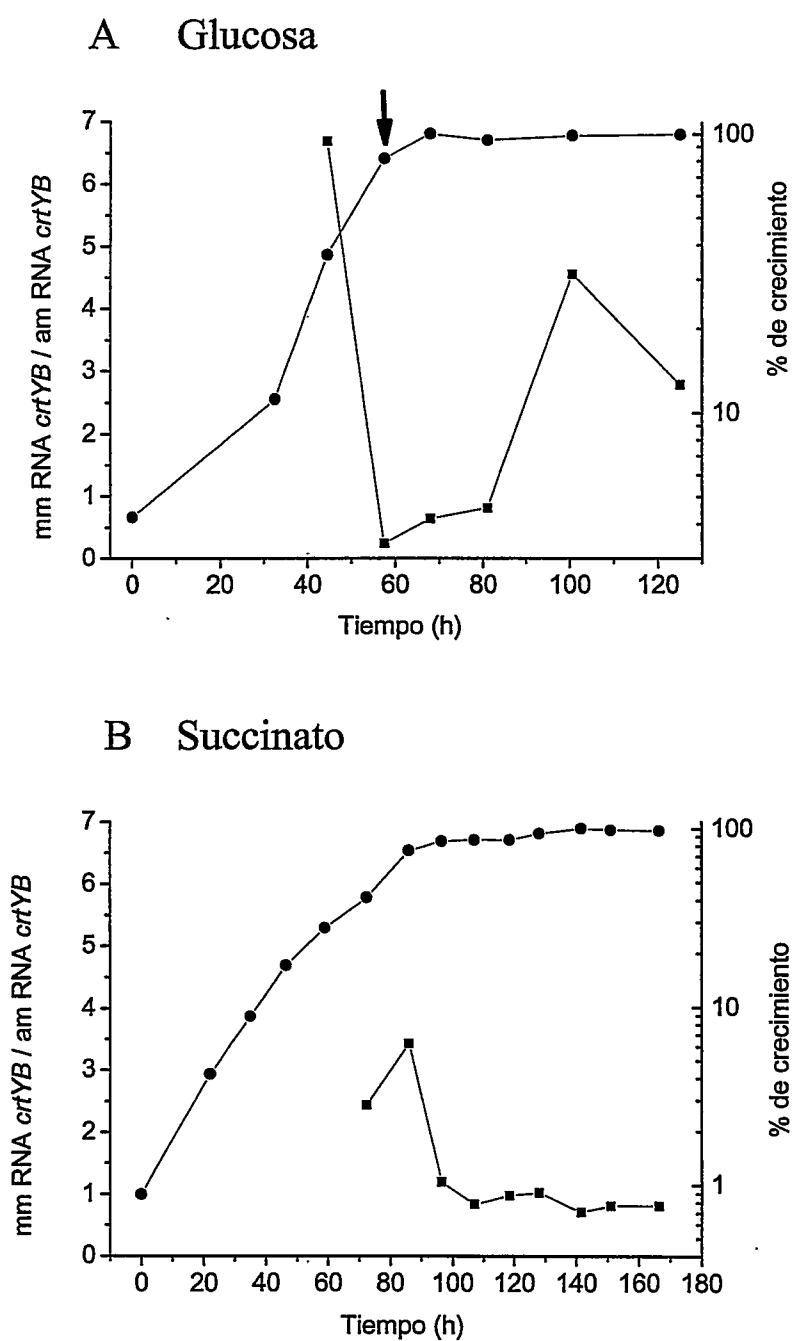 A Glucosa
mm RNA crtYB / am RNA crtYB
7
6
5
4
3
2
1
0
100
10
% de crecimiento
0 20 40 60 80 100 120
Tiempo (h)
B Succinato
mm RNA crtYB / am RNA crtYB
7
6
5
4
3
2
1
0
100
10
1
% de crecimiento
0 20 40 60 80 100 120 140 160 180
Tiempo (h)